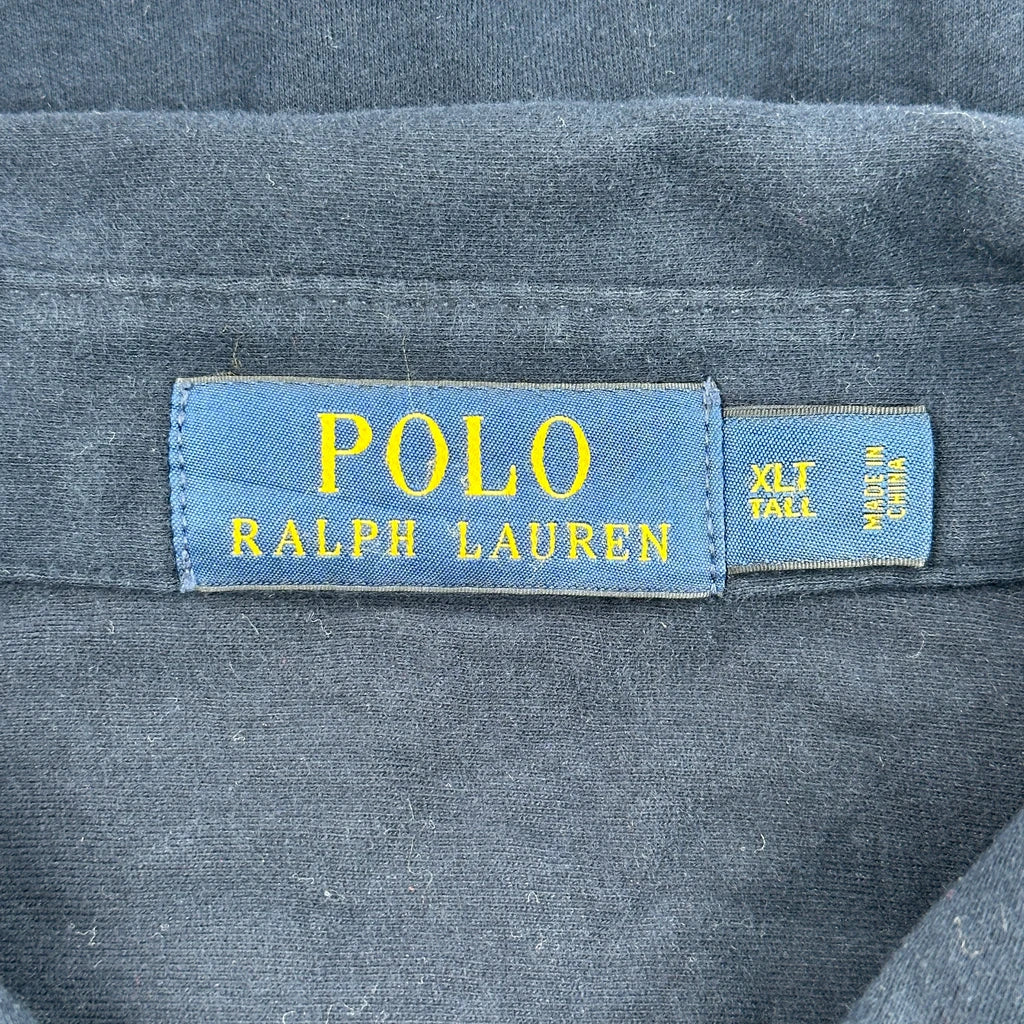 POLO
RALPH LAUREN
XLT
TALL
MADE IN
CHINA